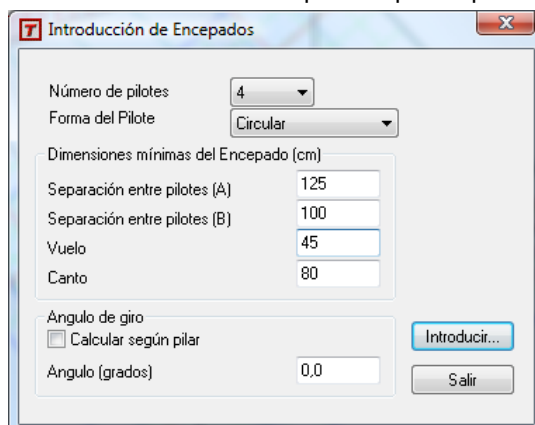 Introducción de Encepados
Número de pilotes 4
Forma del Pilote Circular
Dimensiones mínimas del Encepado (cm)
Separación entre pilotes (A) 125
Separación entre pilotes (B) 100
Vuelo 45
Canto 80
Angulo de giro
Calcular según pilar
Introducir...
Angulo (grados) 0,0
Salir